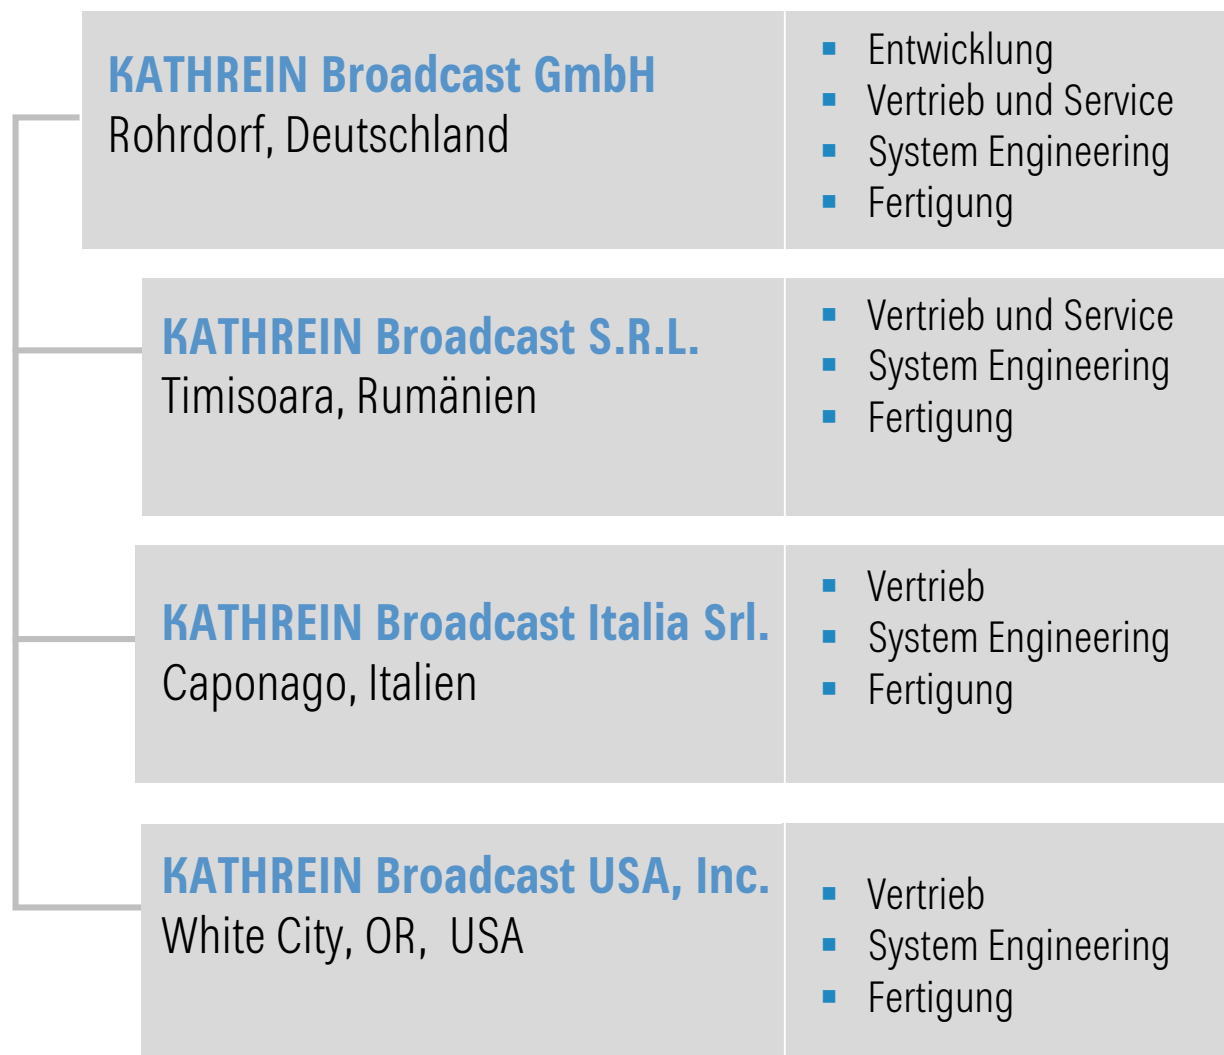 KATHREIN Broadcast GmbH
Rohrdorf, Deutschland
Entwicklung
Vertrieb und Service
System Engineering
Fertigung
KATHREIN Broadcast S.R.L.
Timisoara, Rumänien
Vertrieb und Service
System Engineering
Fertigung
KATHREIN Broadcast Italia Srl.
Caponago, Italien
Vertrieb
System Engineering
Fertigung
KATHREIN Broadcast USA, Inc.
White City, OR, USA
Vertrieb
System Engineering
Fertigung